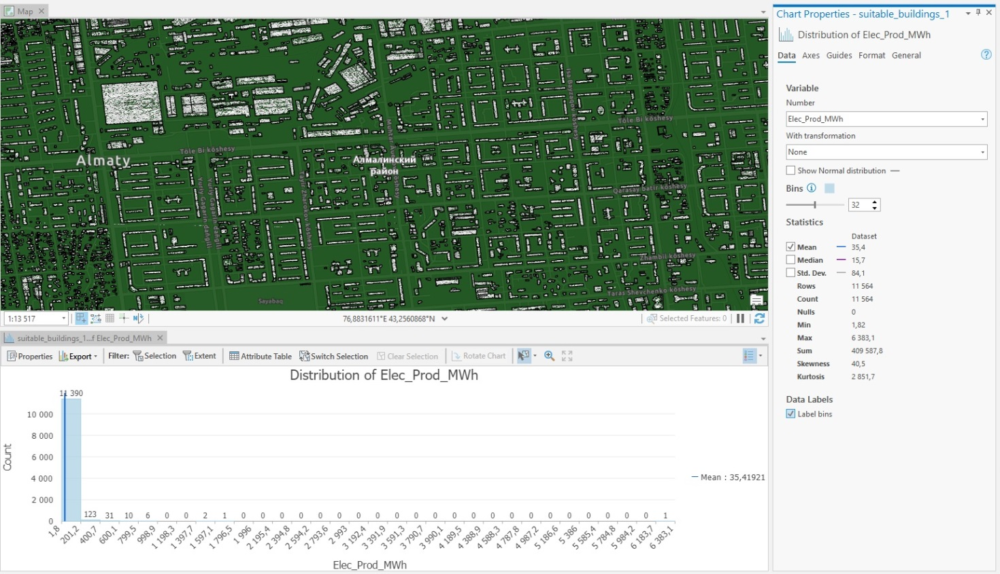 Map
Almaty
Tōle Bi kōshesy
Tōle Bi kōshesy
Алмалинский
район
Qarasay batir kōshesy
Zhambil kōshesy
Taras Shevchenko kōshesy
Sayabaq
1:13 517
76,8831611°E 43,2560868°N
Selected Features: 0
suitable_buildings_1...f Elec_Prod_MWh
Properties Export Filter: Selection Extent Attribute Table Switch Selection Clear Selection Rotate Chart
Distribution of Elec_Prod_MWh
Count
10 000
8 000
6 000
4 000
2 000
0
11 390 123 31 10 6 0 0 2 1 0 0 0 0 0 0 0 0 0 0 0 0 0 0 0 0 0 0 0 0 0 0 1
1,8 201,2 400,7 600,1 799,5 998,9 1 198,3 1 397,7 1 597,1 1 796,5 1 996 2 195,4 2 394,8 2 594,2 2 793,6 2 993 3 192,4 3 391,9 3 591,3 3 790,7 3 990,1 4 189,5 4 388,9 4 588,3 4 787,8 4 987,2 5 186,6 5 386 5 585,4 5 784,8 5 984,2 6 183,7 6 383,1
Elec_Prod_MWh
Mean : 35,41921
Chart Properties - suitable_buildings_1
Distribution of Elec_Prod_MWh
Data Axes Guides Format General
Variable
Number
Elec_Prod_MWh
With transformation
None
Show Normal distribution
Bins
32
Statistics
Dataset
Mean 35,4
Median 15,7
Std. Dev. 84,1
Rows 11 564
Count 11 564
Nulls 0
Min 1,82
Max 6 383,1
Sum 409 587,8
Skewness 40,5
Kurtosis 2 851,7
Data Labels
Label bins